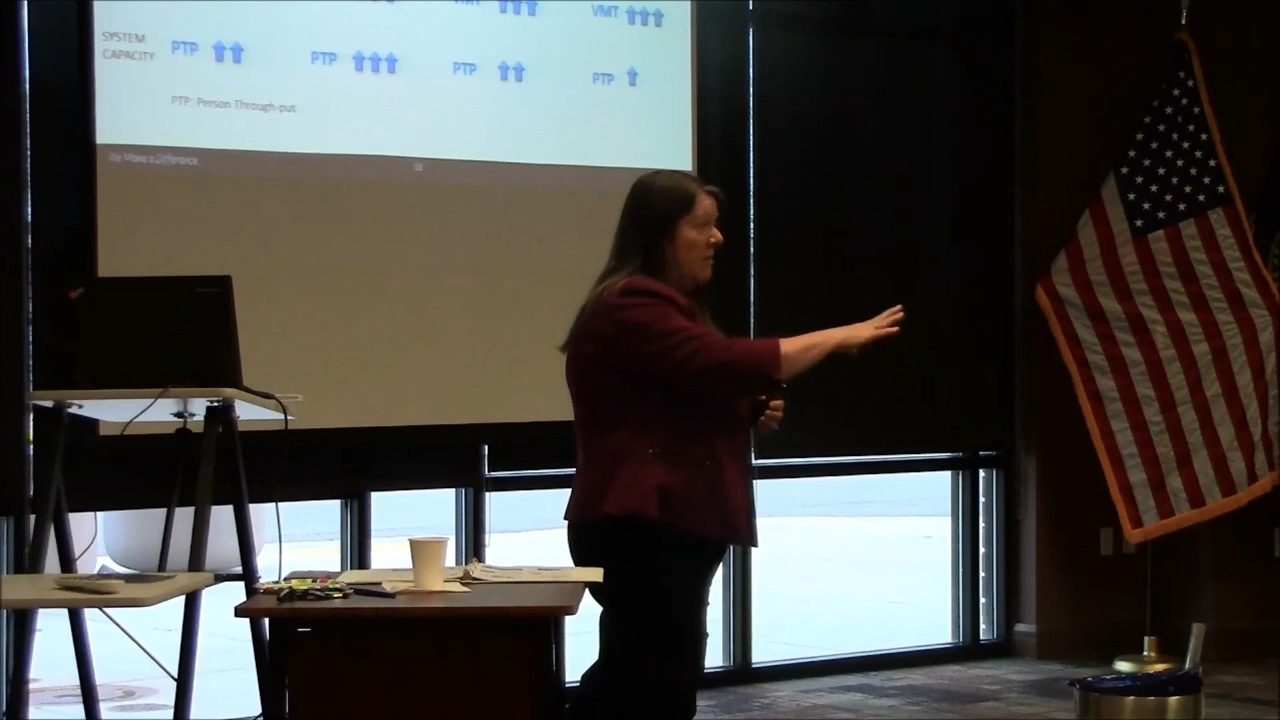 VMT VMT
SYSTEM
CAPACITY PTP PTP PTP PTP
PTP: Person Through-put
We Make a Difference